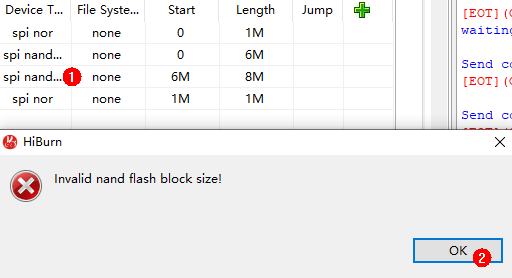 Device T... File Syste... Start Length Jump
spi nor none 0 1M
spi nand... none 0 6M
spi nand... 1 none 6M 8M
spi nor none 1M 1M
[EOT](
waiting
Send co
[EOT](
Send co
HiBurn
Invalid nand flash block size!
OK 2